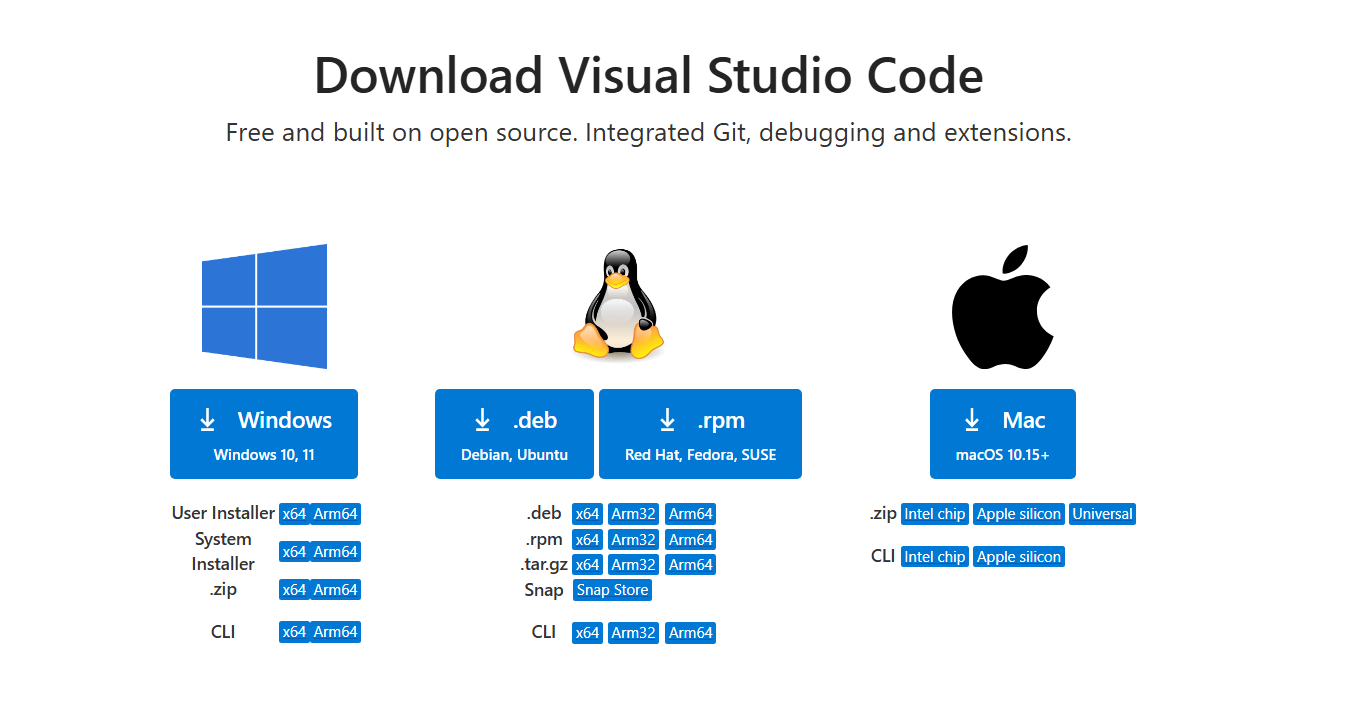 Download Visual Studio Code
Free and built on open source. Integrated Git, debugging and extensions.
Windows
Windows 10, 11
User Installer x64 Arm64
System
Installer x64 Arm64
.zip x64 Arm64
CLI x64 Arm64
.deb
Debian, Ubuntu
.rpm
Red Hat, Fedora, SUSE
.deb x64 Arm32 Arm64
.rpm x64 Arm32 Arm64
.tar.gz x64 Arm32 Arm64
Snap Snap Store
CLI x64 Arm32 Arm64
Mac
macOS 10.15+
.zip Intel chip Apple silicon Universal
CLI Intel chip Apple silicon